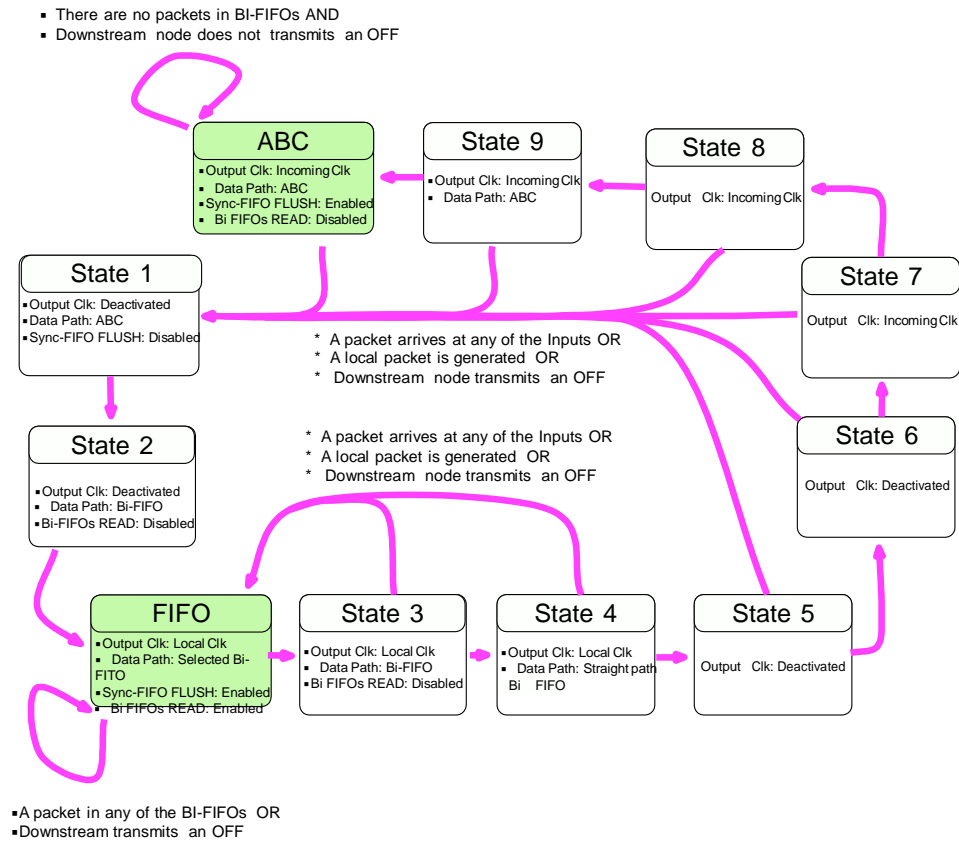 ▪ There are no packets in BI-FIFOs AND
▪ Downstream node does not transmits an OFF
ABC
▪Output Clk: Incoming Clk
▪ Data Path: ABC
▪Sync-FIFO FLUSH: Enabled
▪ Bi FIFOs READ: Disabled
State 9
▪Output Clk: Incoming Clk
▪ Data Path: ABC
State 8
Output Clk: Incoming Clk
State 1
▪Output Clk: Deactivated
▪Data Path: ABC
▪Sync-FIFO FLUSH: Disabled
State 7
Output Clk: Incoming Clk
* A packet arrives at any of the Inputs OR
* A local packet is generated OR
* Downstream node transmits an OFF
State 2
▪Output Clk: Deactivated
▪ Data Path: Bi-FIFO
▪Bi-FIFOs READ: Disabled
* A packet arrives at any of the Inputs OR
* A local packet is generated OR
* Downstream node transmits an OFF
State 6
Output Clk: Deactivated
FIFO
▪Output Clk: Local Clk
▪ Data Path: Selected Bi-
FITO
▪Sync-FIFO FLUSH: Enabled
▪ Bi FIFOs READ: Enabled
State 3
▪Output Clk: Local Clk
▪ Data Path: Bi-FIFO
▪Bi FIFOs READ: Disabled
State 4
▪Output Clk: Local Clk
▪ Data Path: Straight path
Bi FIFO
State 5
Output Clk: Deactivated
▪A packet in any of the BI-FIFOs OR
▪Downstream transmits an OFF